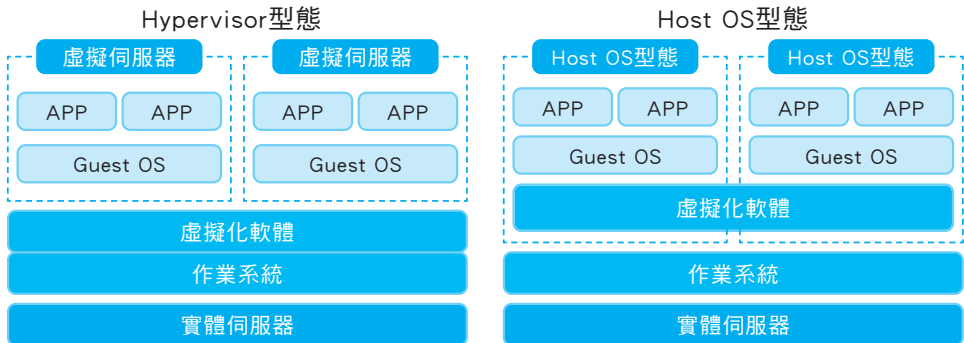 Hypervisor型態
虛擬伺服器 虛擬伺服器
APP APP APP APP
Guest OS Guest OS
虛擬化軟體
作業系統
實體伺服器
Host OS型態
Host OS型態 Host OS型態
APP APP APP APP
Guest OS Guest OS
虛擬化軟體
作業系統
實體伺服器